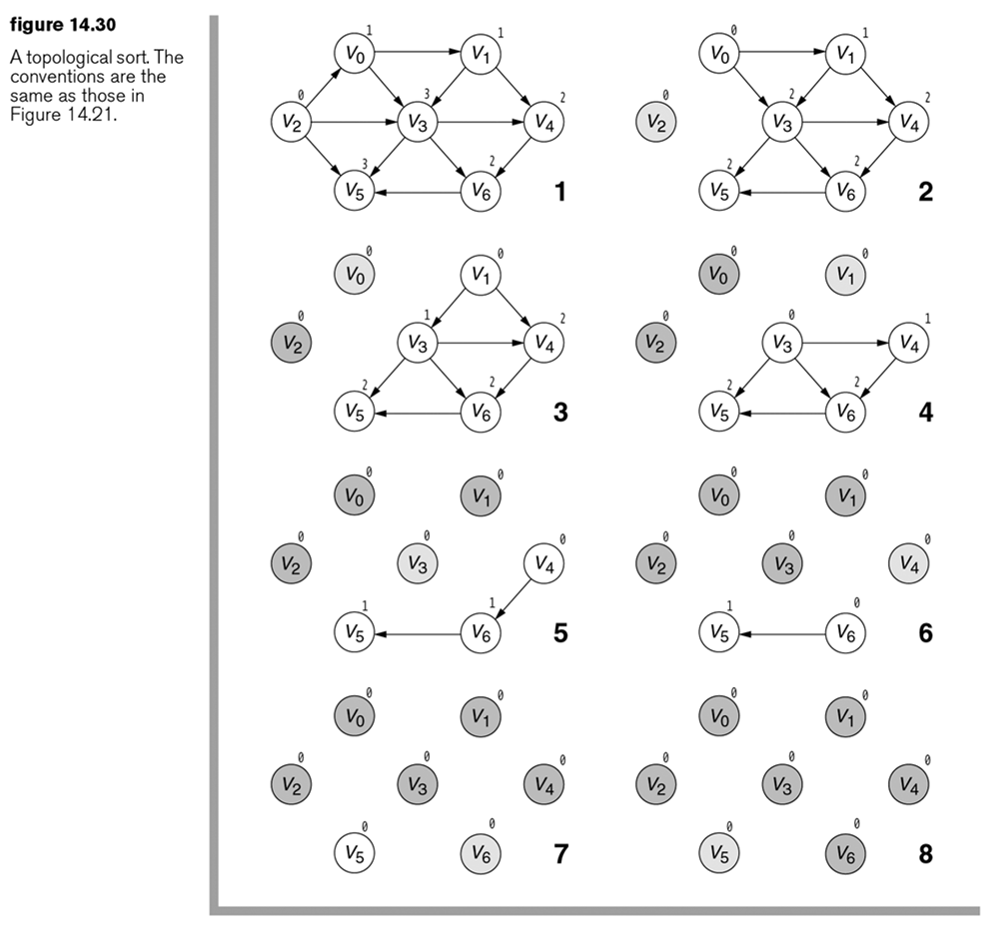 figure 14.30
A topological sort. The
conventions are the
same as those in
Figure 14.21.
1 1
V0 V1
0 3 2
V2 V3 V4
3 2
V5 V6 1
0 1
V0 V1
0 2 2
V2 V3 V4
2 2
V5 V6 2
0 0
V0 V1
0 1 2
V2 V3 V4
2 2
V5 V6 3
0 0
V0 V1
0 0 1
V2 V3 V4
2 2
V5 V6 4
0 0
V0 V1
0 0 0
V2 V3 V4
1 1
V5 V6 5
0 0
V0 V1
0 0 0
V2 V3 V4
1 0
V5 V6 6
0 0
V0 V1
0 0 0
V2 V3 V4
0 0
V5 V6 7
0 0
V0 V1
0 0 0
V2 V3 V4
0 0
V5 V6 8